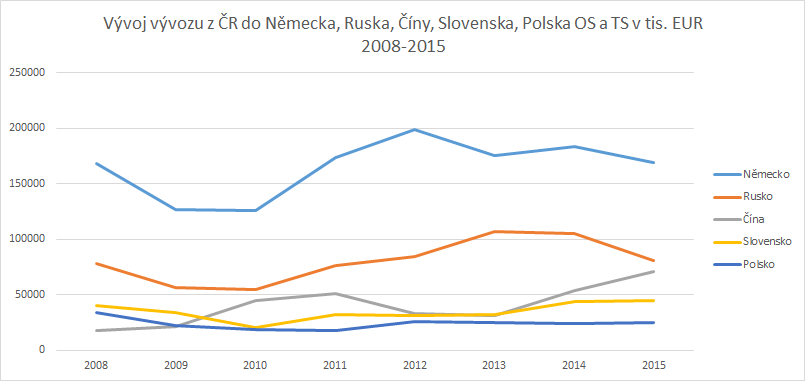 Vývoj vývozu z ČR do Německa, Ruska, Číny, Slovenska, Polska OS a TS v tis. EUR
2008-2015
250000
200000
150000
100000
50000
0
2008 2009 2010 2011 2012 2013 2014 2015
Německo
Rusko
Čína
Slovensko
Polsko